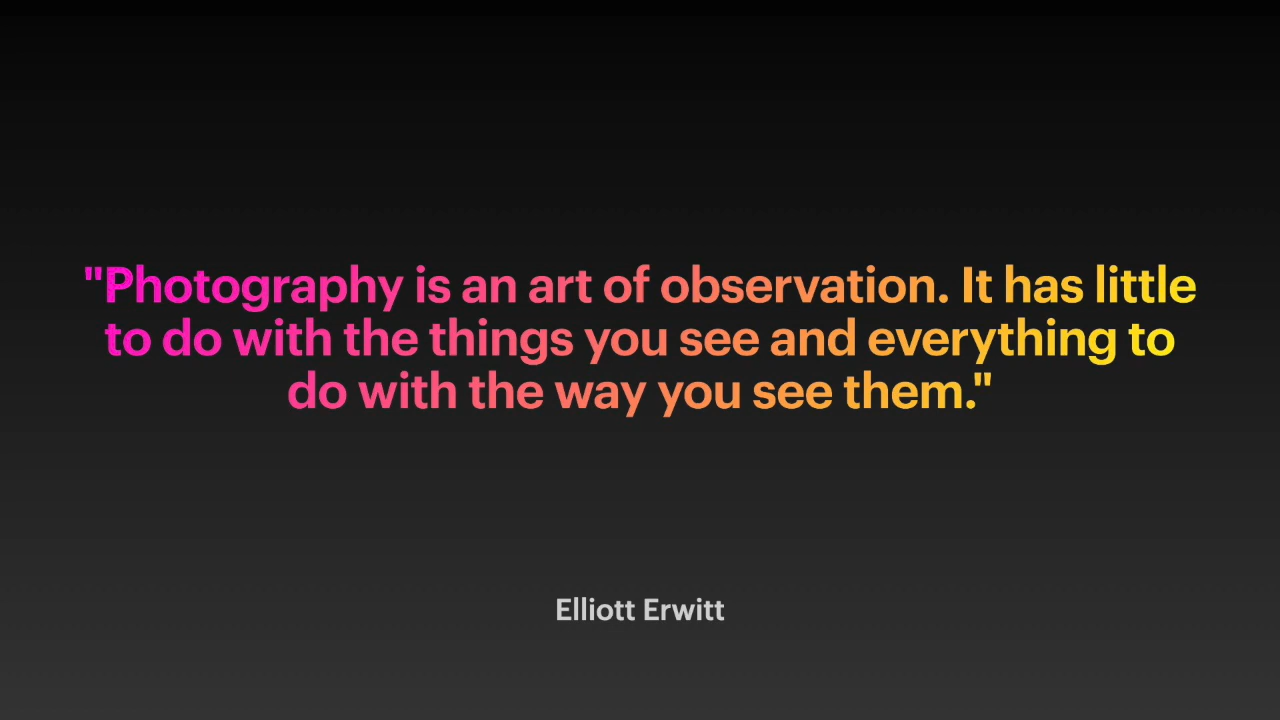 "Photography is an art of observation. It has little
to do with the things you see and everything to
do with the way you see them."
Elliott Erwitt